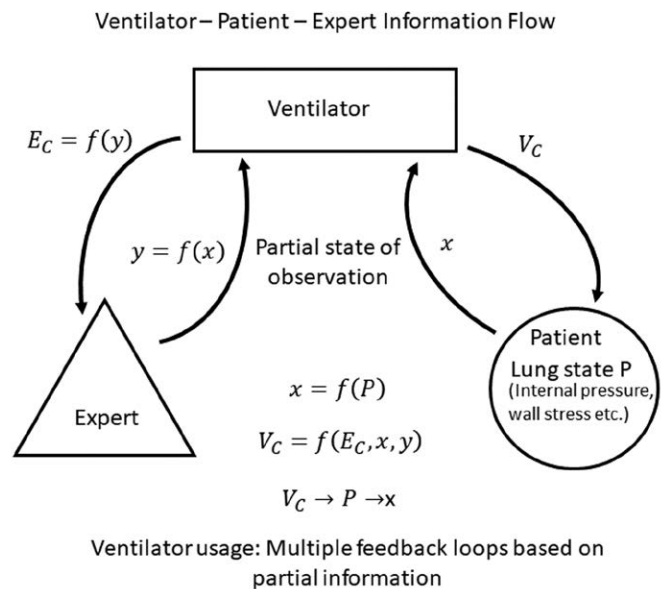 Ventilator – Patient – Expert Information Flow
Ventilator
E_C = f(y)
V_C
y = f(x)
Partial state of
observation
x
Patient
Lung state P
(Internal pressure,
wall stress etc.)
Expert
x = f(P)
V_C = f(E_C, x, y)
V_C → P →x
Ventilator usage: Multiple feedback loops based on
partial information